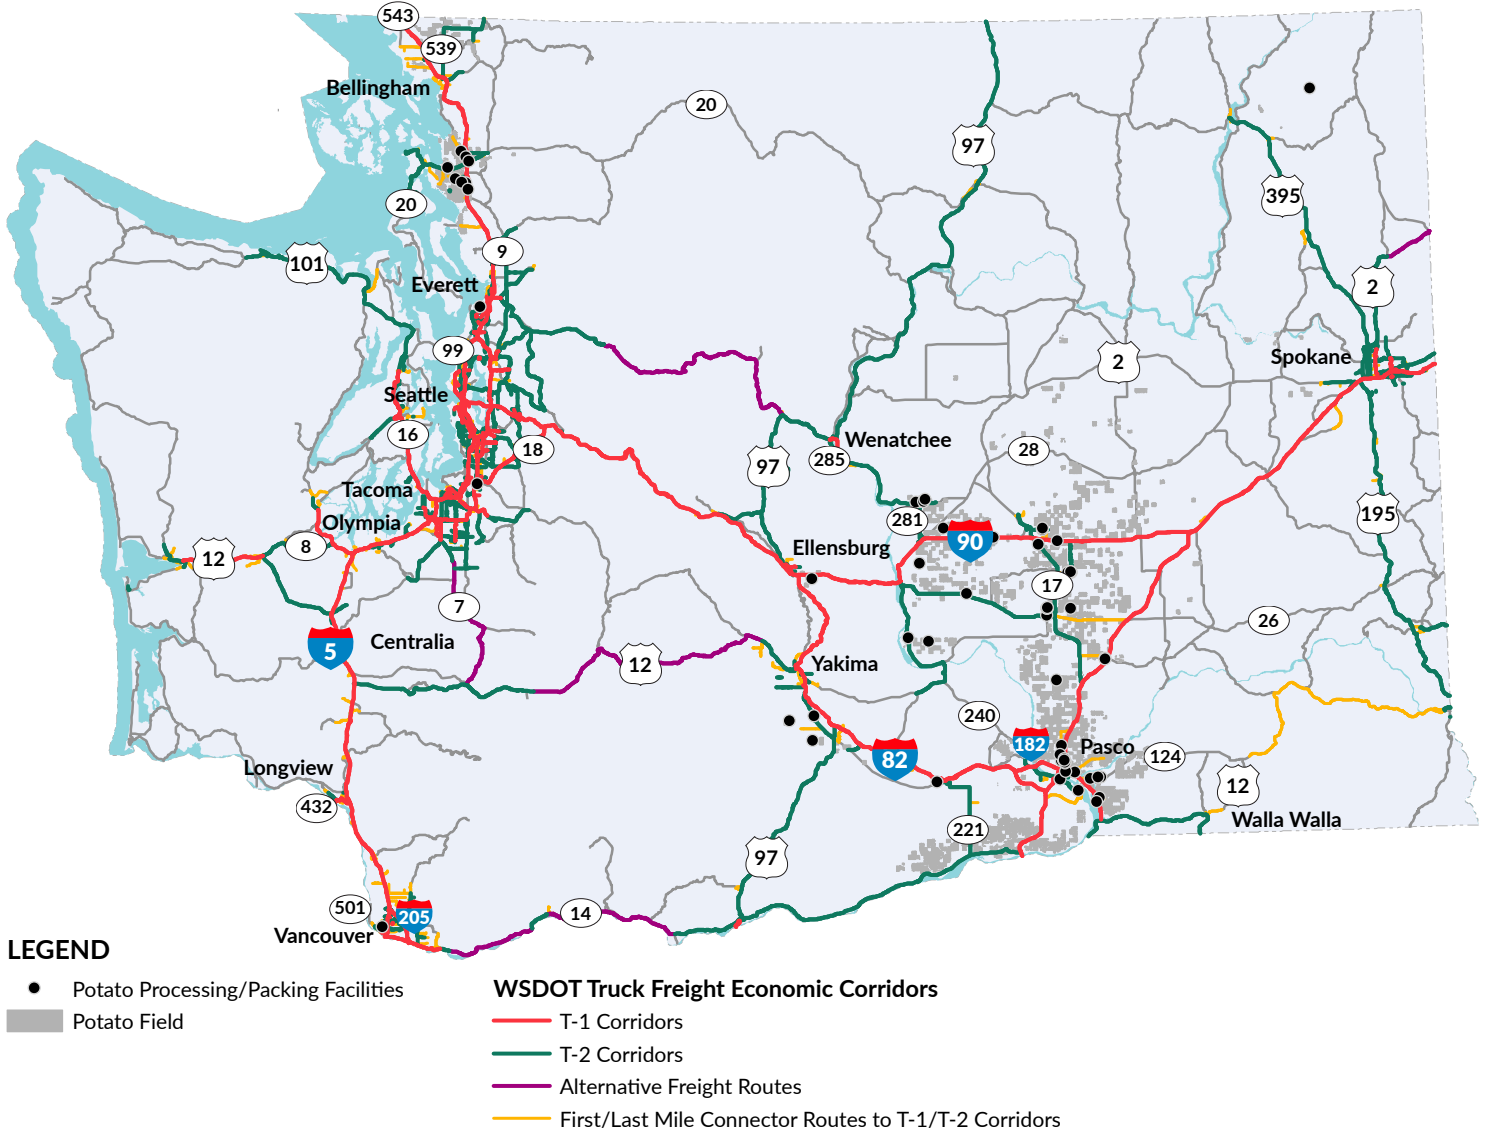 543
539
Bellingham
20
97
20
395
9
101
2
Everett
99
2
Spokane
Seattle
16
18
Wenatchee
28
285
97
Tacoma
195
281
Olympia
90
8
Ellensburg
12
17
7
26
5
Centralia
12
Yakima
240
182
Pasco
124
82
Longview
12
432
221
Walla Walla
97
501
205
14
Vancouver
LEGEND
Potato Processing/Packing Facilities
Potato Field
WSDOT Truck Freight Economic Corridors
T-1 Corridors
T-2 Corridors
Alternative Freight Routes
First/Last Mile Connector Routes to T-1/T-2 Corridors